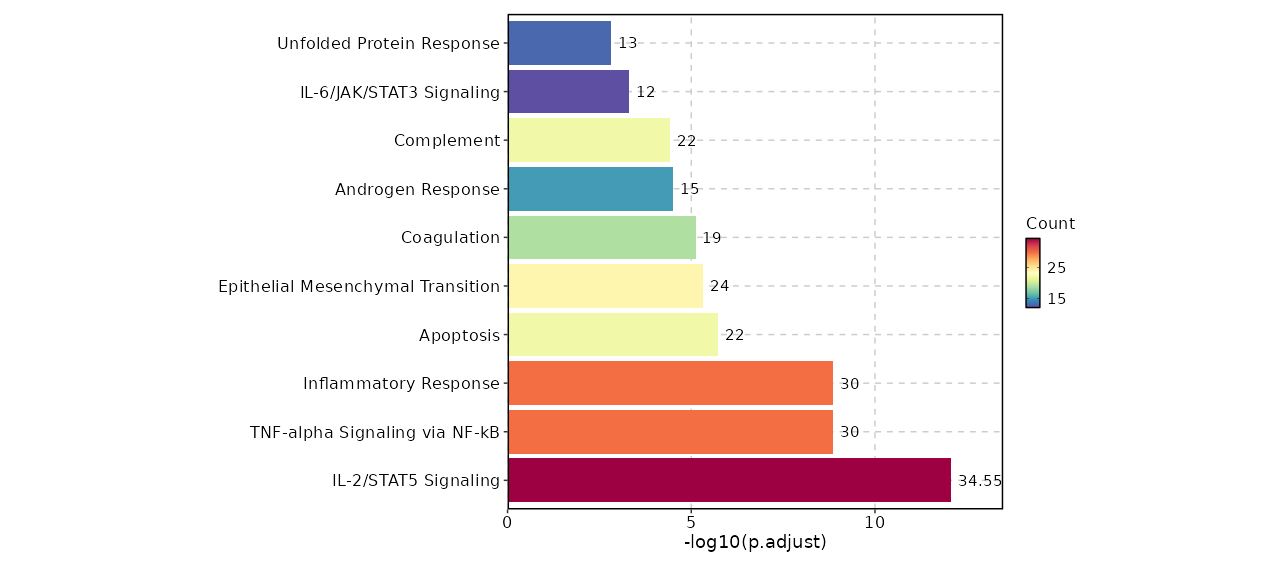 Unfolded Protein Response 13
IL-6/JAK/STAT3 Signaling 12
Complement 22
Androgen Response 15
Coagulation 19
Epithelial Mesenchymal Transition 24
Apoptosis 22
Inflammatory Response 30
TNF-alpha Signaling via NF-kB 30
IL-2/STAT5 Signaling 34.55
0 5 10
-log10(p.adjust)
Count
25
15